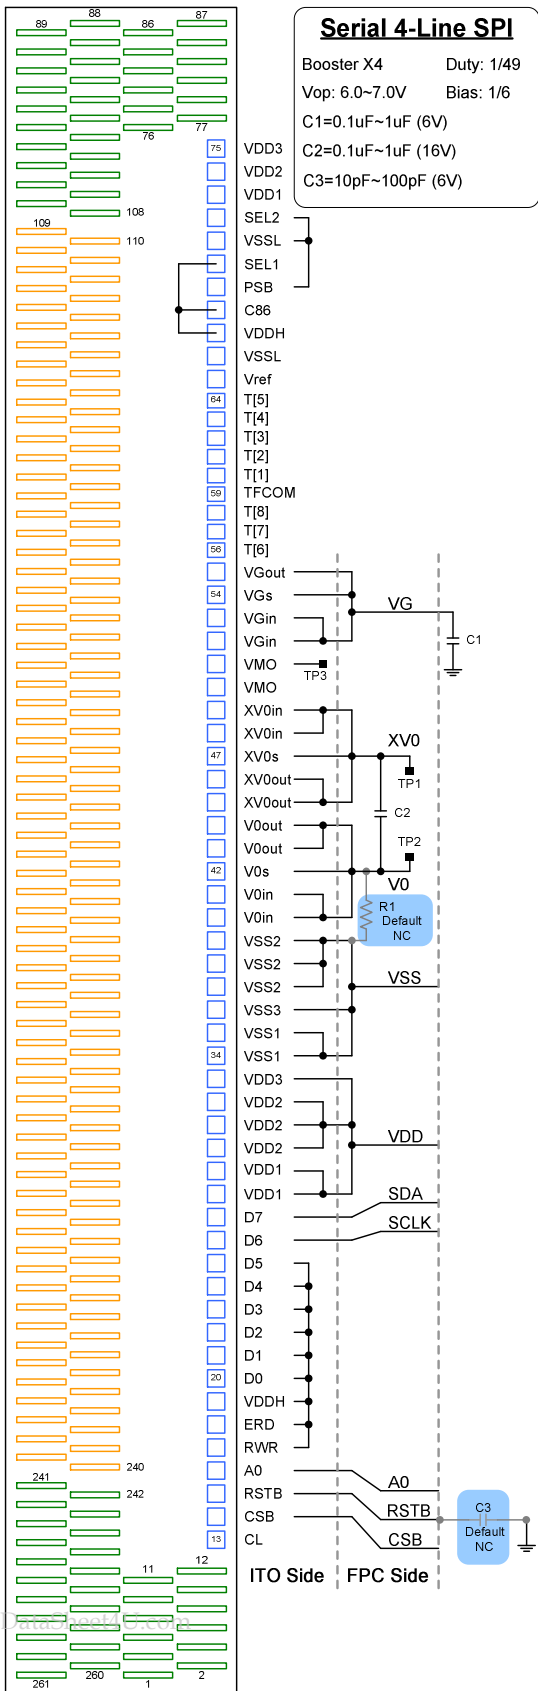 Serial 4-Line SPI
Booster X4 Duty: 1/49
Vop: 6.0~7.0V Bias: 1/6
C1=0.1uF~1uF (6V)
C2=0.1uF~1uF (16V)
C3=10pF~100pF (6V)
89 88 86 87
76 77
75 VDD3
VDD2
VDD1
108 SEL2
109
110 VSSL
SEL1
PSB
C86
VDDH
VSSL
Vref
64 T[5]
T[4]
T[3]
T[2]
T[1]
59 TFCOM
T[8]
T[7]
56 T[6]
VGout
54 VGs
VG
VGin
VGin C1
VMO
TP3
VMO
XV0in
XV0in
XV0
47 XV0s
XV0out TP1
XV0out
C2
V0out
V0out TP2
42 V0s
V0
V0in
R1
Default
NC
V0in
VSS2
VSS2
VSS2 VSS
VSS3
VSS1
34 VSS1
VDD3
VDD2
VDD2
VDD2 VDD
VDD1
VDD1
SDA
D7
SCLK
D6
D5
D4
D3
D2
D1
20 D0
VDDH
ERD
RWR
240 A0
241
A0
242 RSTB
RSTB
C3
Default
NC
CSB
CSB
13 CL
11 12
ITO Side FPC Side
DataSheet4U.com
261 260 1 2